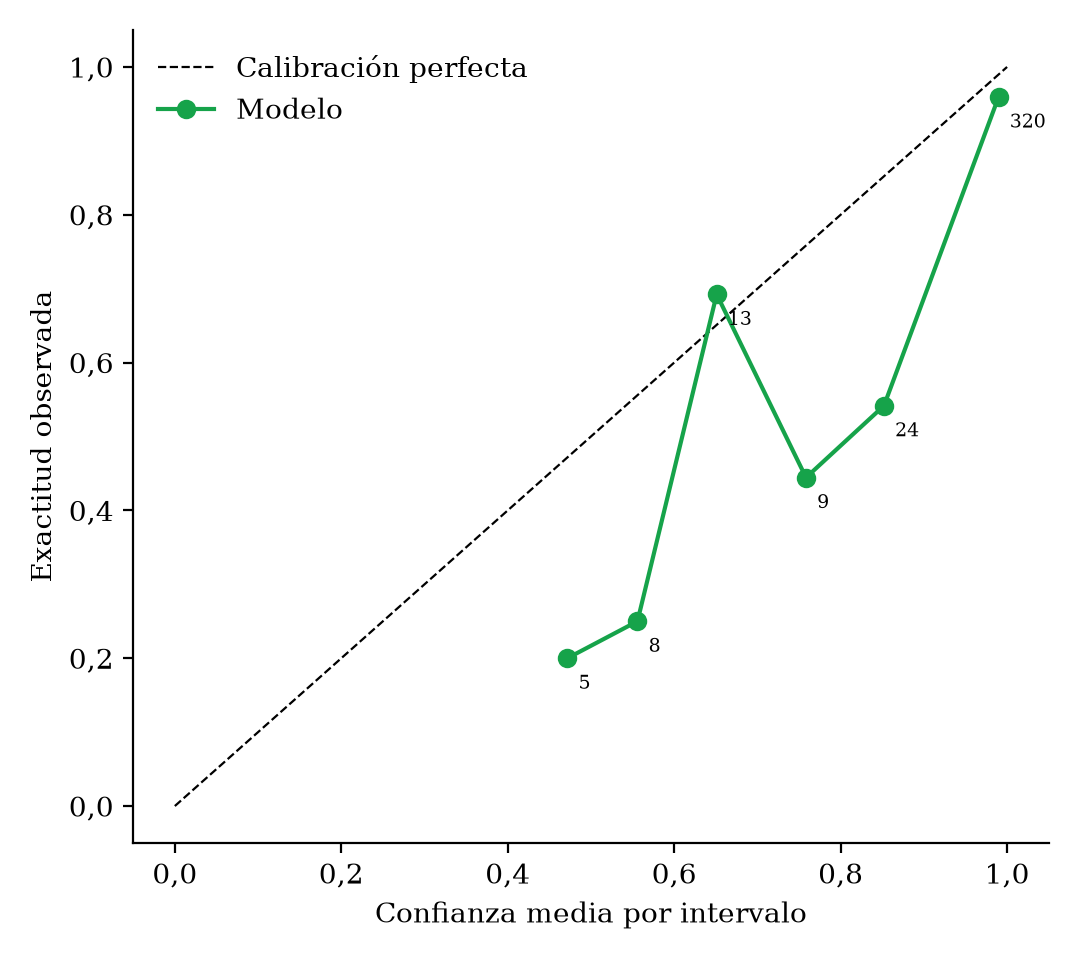 Calibración perfecta
Modelo
1,0
0,8
0,6
0,4
0,2
0,0
Exactitud observada
320
13
24
9
8
5
0,0 0,2 0,4 0,6 0,8 1,0
Confianza media por intervalo